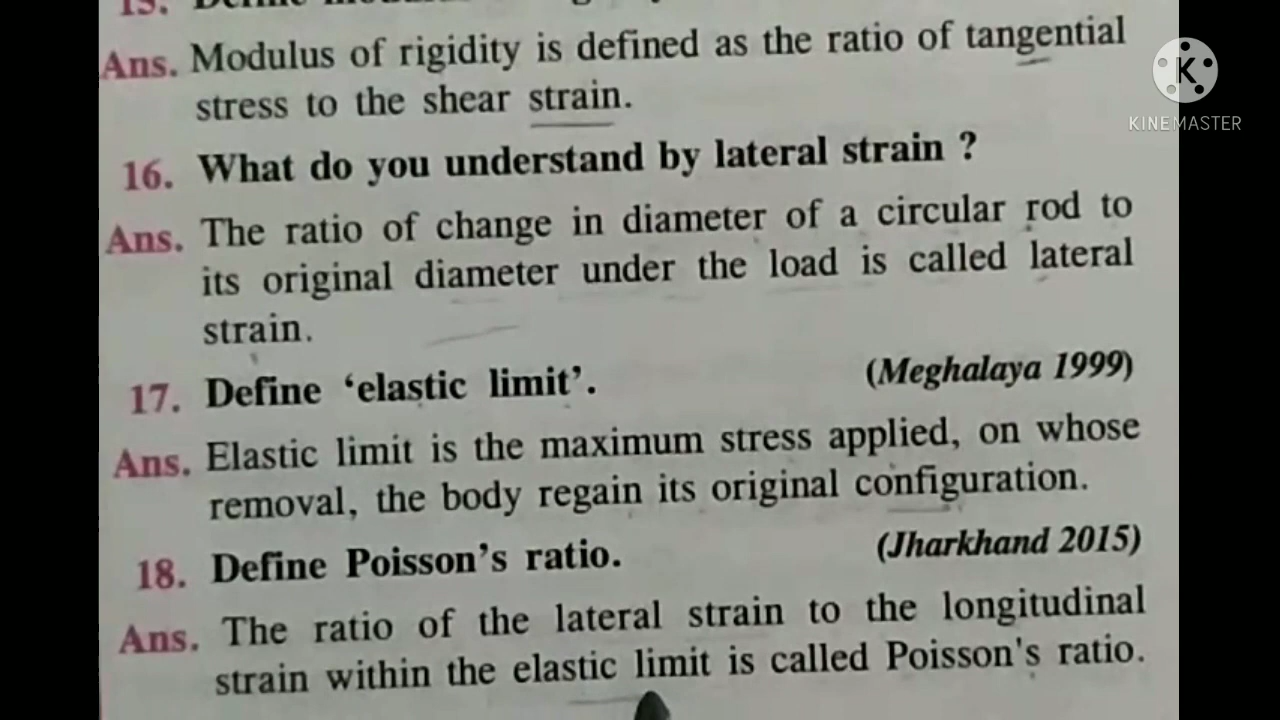 Ans. Modulus of rigidity is defined as the ratio of tangential
stress to the shear strain.
16. What do you understand by lateral strain ?
Ans. The ratio of change in diameter of a circular rod to
its original diameter under the load is called lateral
strain.
17. Define ‘elastic limit’. (Meghalaya 1999)
Ans. Elastic limit is the maximum stress applied, on whose
removal, the body regain its original configuration.
18. Define Poisson’s ratio. (Jharkhand 2015)
Ans. The ratio of the lateral strain to the longitudinal
strain within the elastic limit is called Poisson's ratio.
K
KINEMASTER